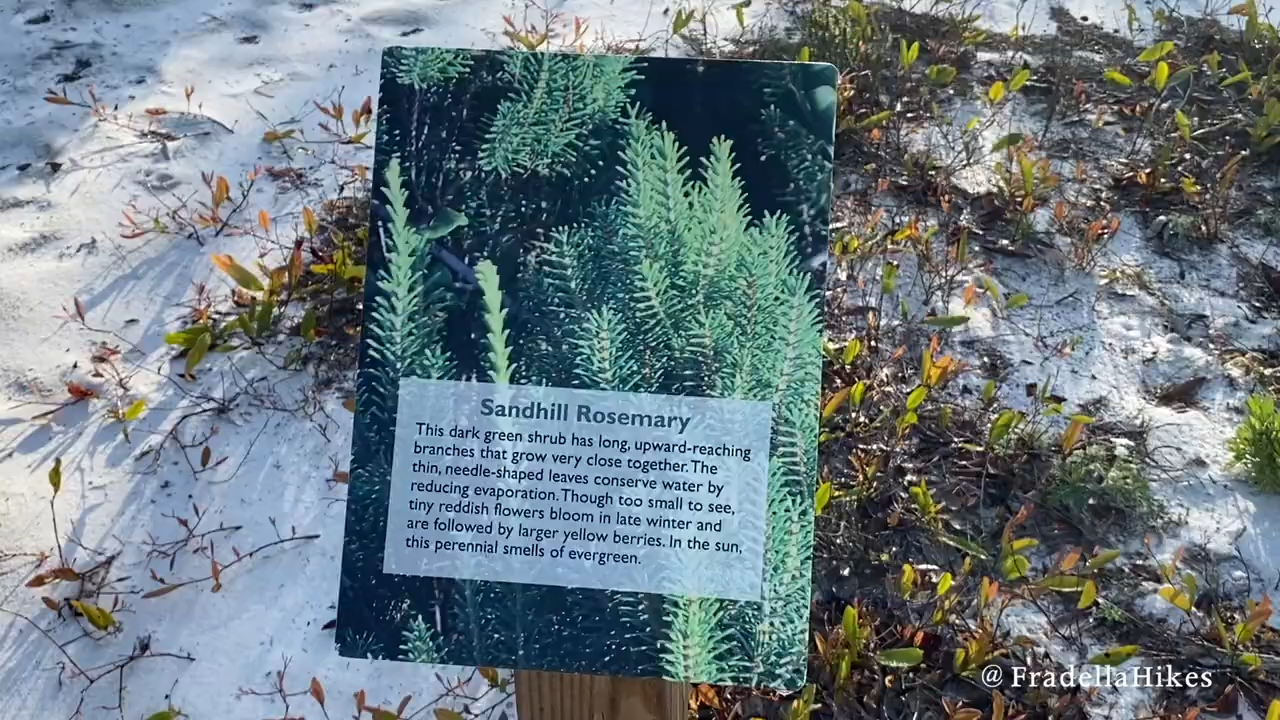 Sandhill Rosemary
This dark green shrub has long, upward-reaching
branches that grow very close together. The
thin, needle-shaped leaves conserve water by
reducing evaporation. Though too small to see,
tiny reddish flowers bloom in late winter and
are followed by larger yellow berries. In the sun,
this perennial smells of evergreen.
@FradellaHikes